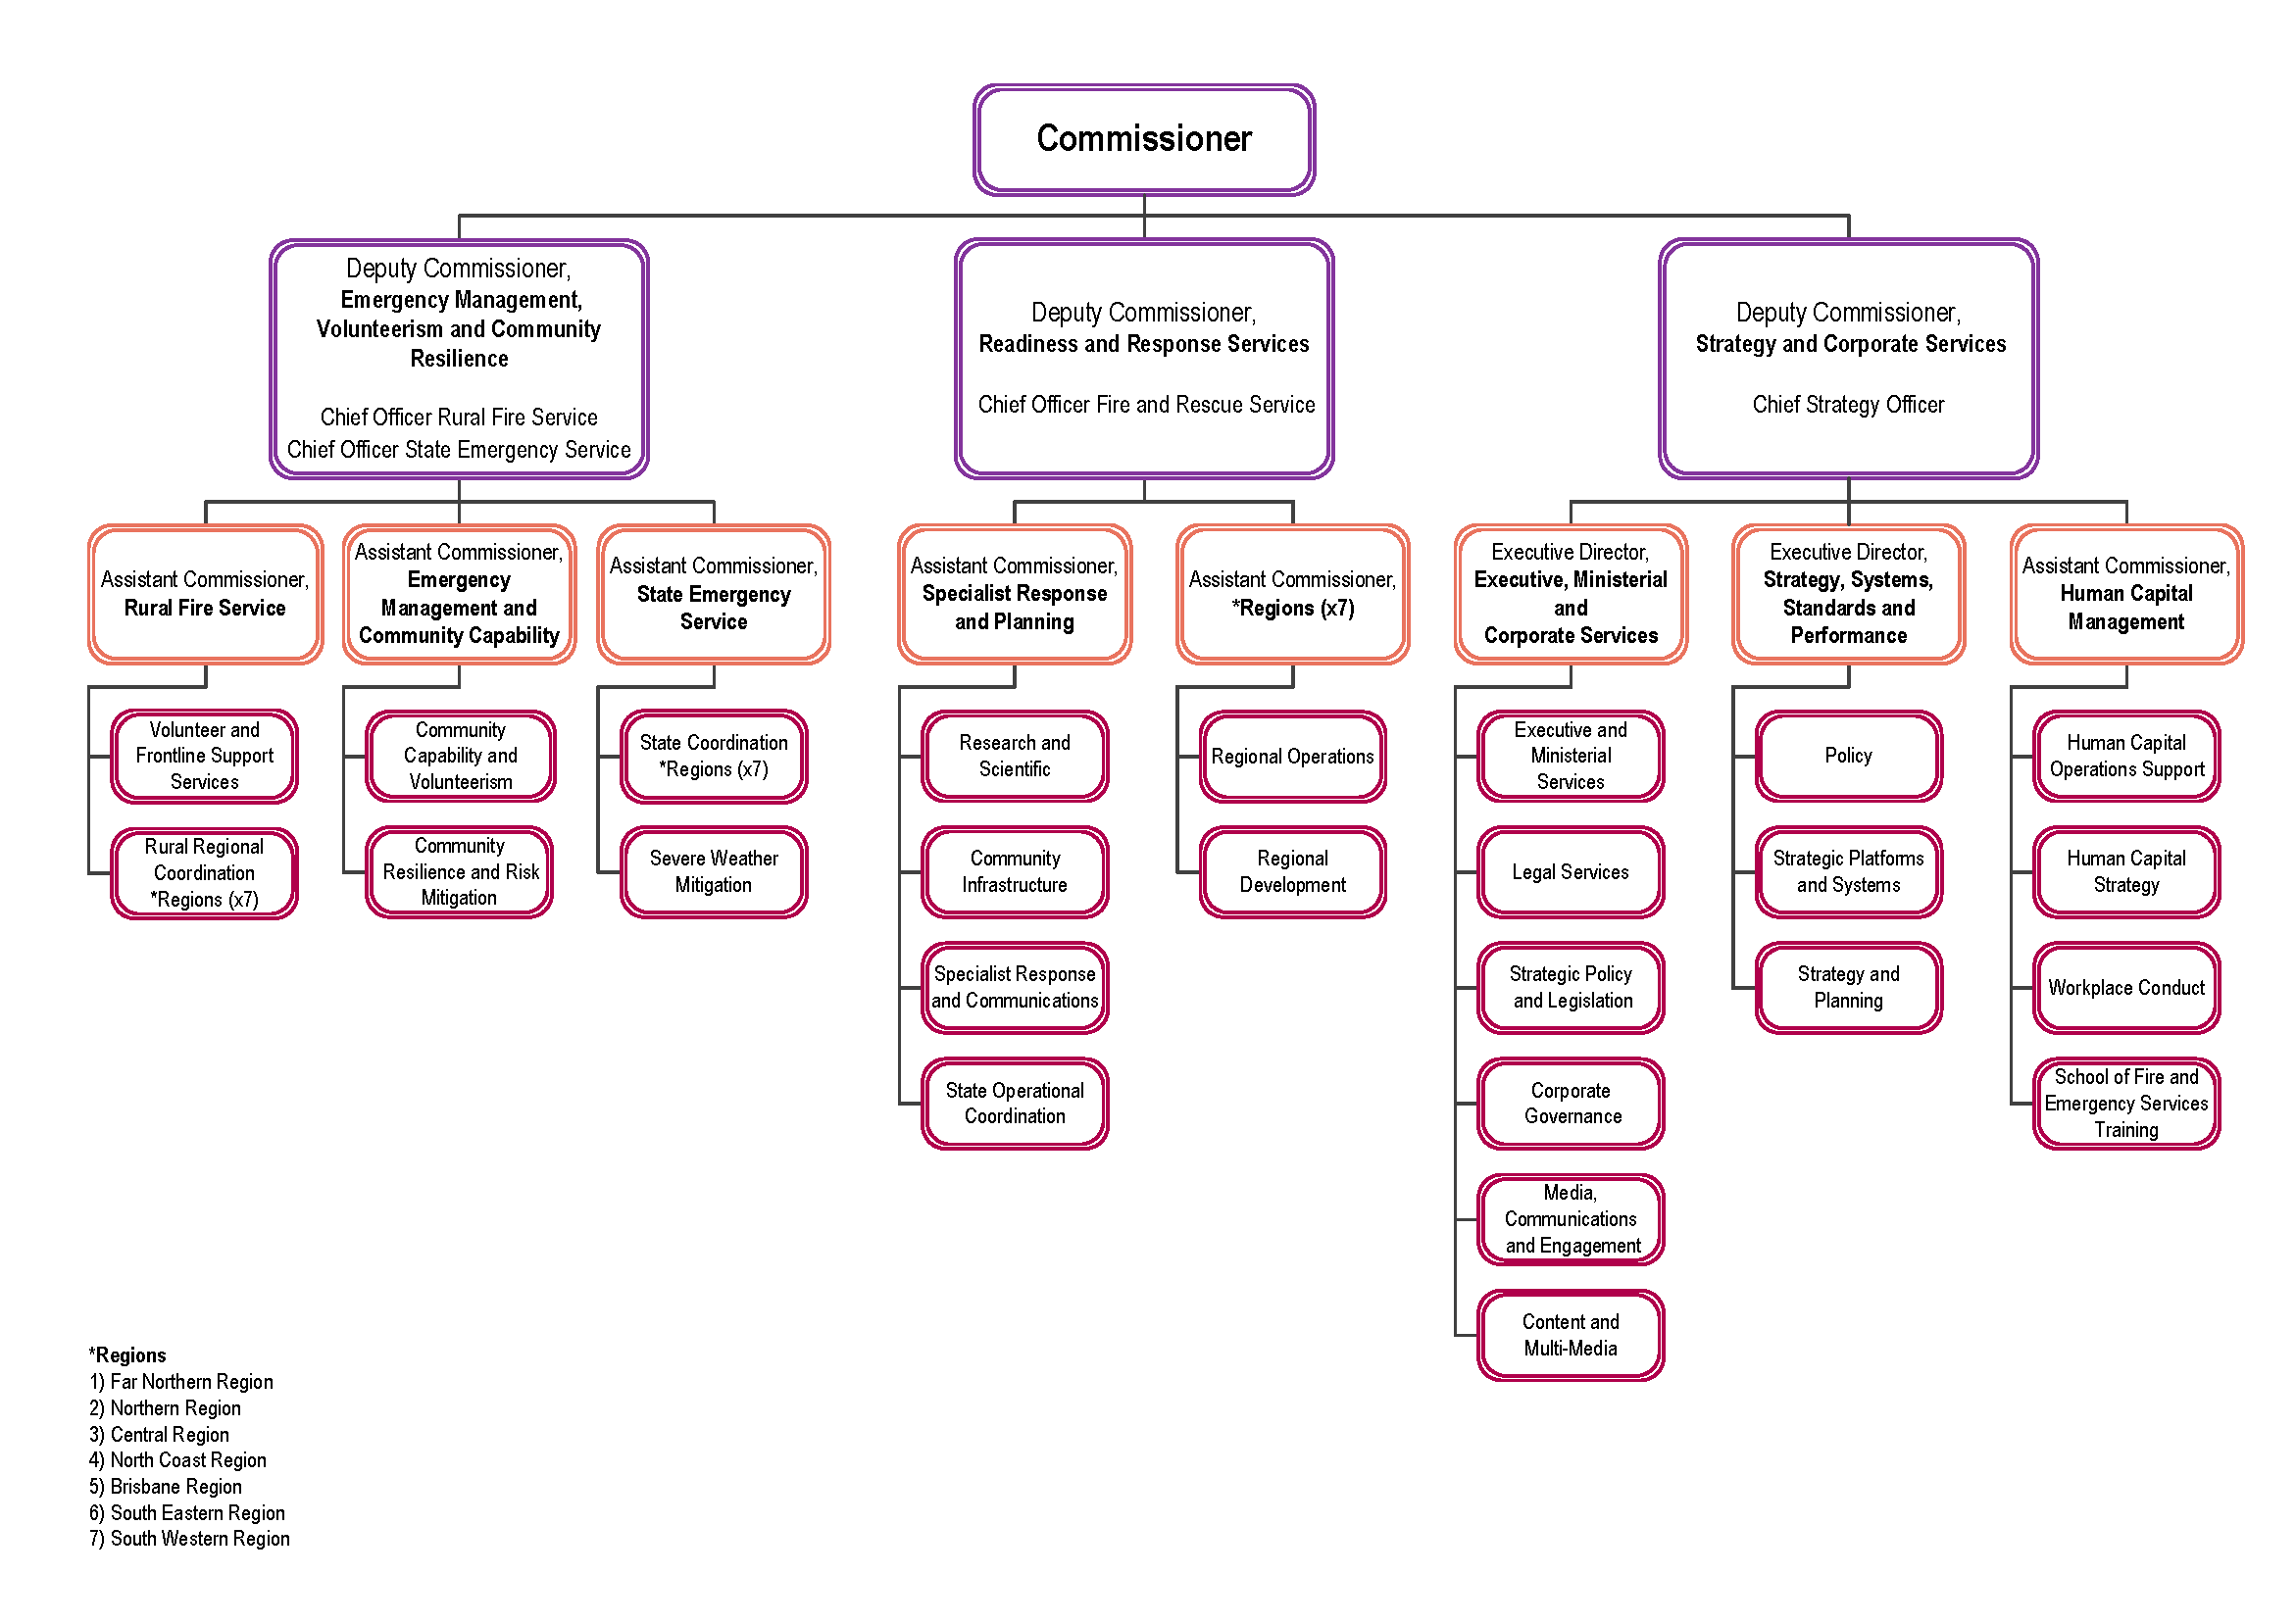 Commissioner
Deputy Commissioner,
Emergency Management,
Volunteerism and Community
Resilience
Chief Officer Rural Fire Service
Chief Officer State Emergency Service
Deputy Commissioner,
Readiness and Response Services
Chief Officer Fire and Rescue Service
Deputy Commissioner,
Strategy and Corporate Services
Chief Strategy Officer
Assistant Commissioner,
Rural Fire Service
Assistant Commissioner,
Emergency
Management and
Community Capability
Assistant Commissioner,
State Emergency
Service
Assistant Commissioner,
Specialist Response
and Planning
Assistant Commissioner,
*Regions (x7)
Executive Director,
Executive, Ministerial
and
Corporate Services
Executive Director,
Strategy, Systems,
Standards and
Performance
Assistant Commissioner,
Human Capital
Management
Volunteer and
Frontline Support
Services
Rural Regional
Coordination
*Regions (x7)
Community
Capability and
Volunteerism
Community
Resilience and Risk
Mitigation
State Coordination
*Regions (x7)
Severe Weather
Mitigation
Research and
Scientific
Community
Infrastructure
Specialist Response
and Communications
State Operational
Coordination
Regional Operations
Regional
Development
Executive and
Ministerial
Services
Legal Services
Strategic Policy
and Legislation
Corporate
Governance
Media,
Communications
and Engagement
Content and
Multi-Media
Policy
Strategic Platforms
and Systems
Strategy and
Planning
Human Capital
Operations Support
Human Capital
Strategy
Workplace Conduct
School of Fire and
Emergency Services
Training
*Regions
1) Far Northern Region
2) Northern Region
3) Central Region
4) North Coast Region
5) Brisbane Region
6) South Eastern Region
7) South Western Region